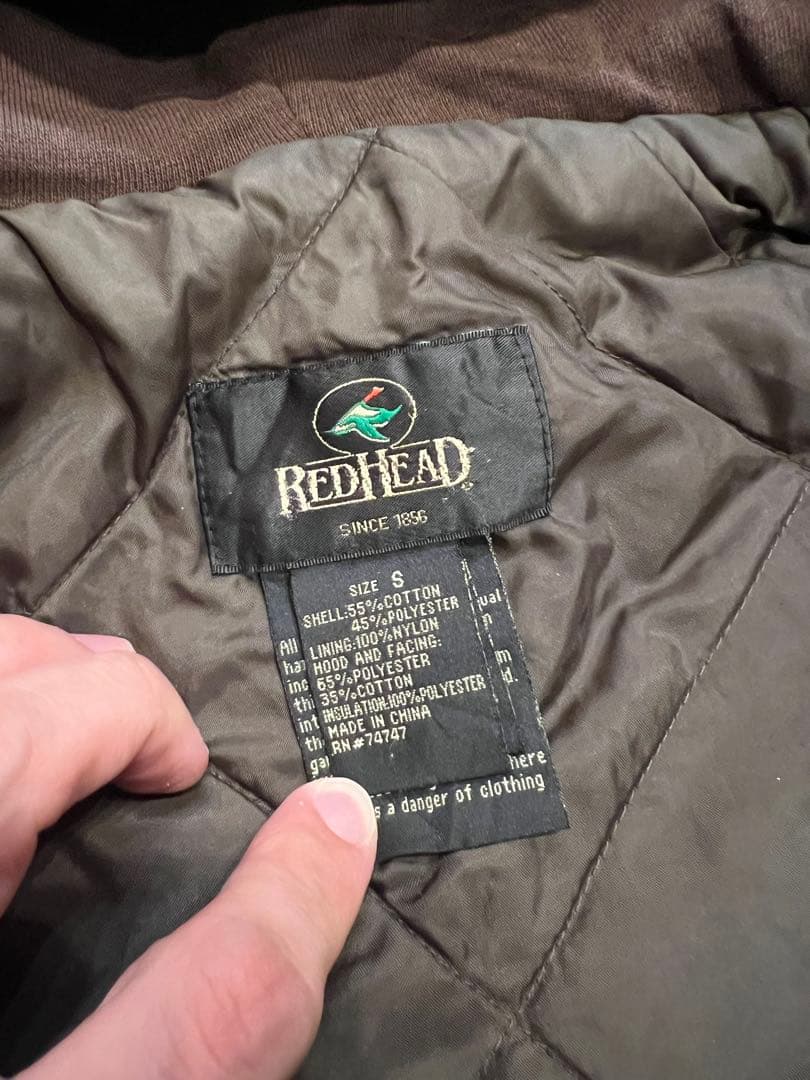 REDHEAD
SINCE 1856
SIZE S
SHELL:55%COTTON
45%POLYESTER
LINING:100%NYLON
HOOD AND FACING:
65%POLYESTER
35%COTTON
INSULATION:100%POLYESTER
MADE IN CHINA
RN#74747
All
here
a danger of clothing